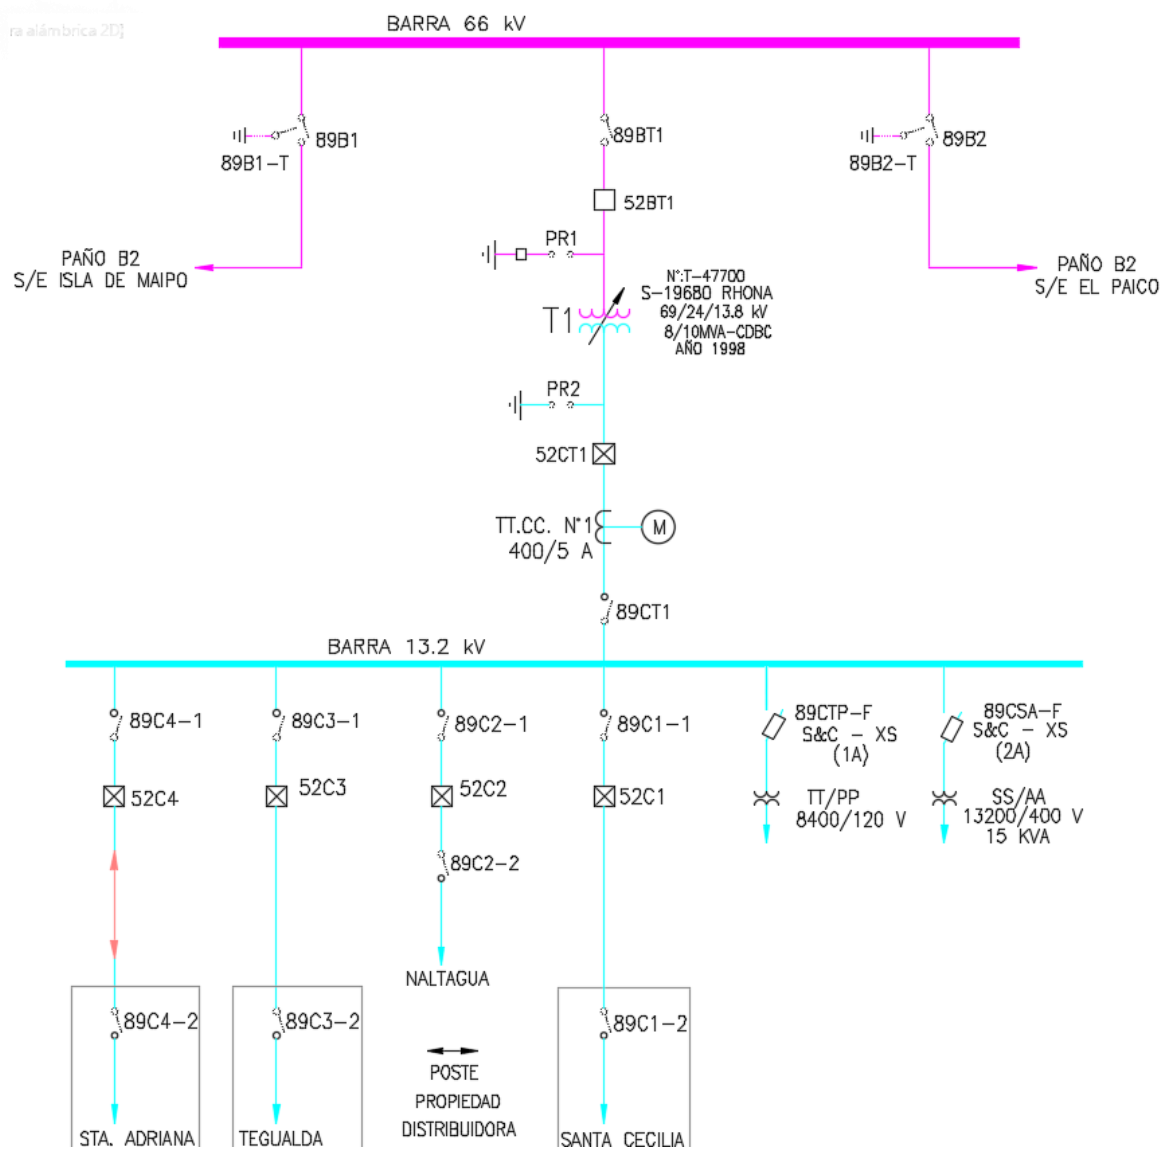 ra alámbrica 2D]
BARRA 66 kV
89B1
89B1-T
89BT1
89B2
89B2-T
52BT1
PR1
PAÑO B2
S/E ISLA DE MAIPO
PAÑO B2
S/E EL PAICO
T1
N°:T-47700
S-19680 RHONA
69/24/13.8 kV
8/10MVA-CDBC
AÑO 1998
PR2
52CT1
TT.CC. N°1
400/5 A
M
89CT1
BARRA 13.2 kV
89C4-1
89C3-1
89C2-1
89C1-1
89CTP-F
S&C - XS
(1A)
89CSA-F
S&C - XS
(2A)
52C4
52C3
52C2
52C1
TT/PP
8400/120 V
SS/AA
13200/400 V
15 KVA
89C2-2
NALTAGUA
89C4-2
89C3-2
89C1-2
POSTE
PROPIEDAD
DISTRIBUIDORA
STA. ADRIANA
TEGUALDA
SANTA CECILIA